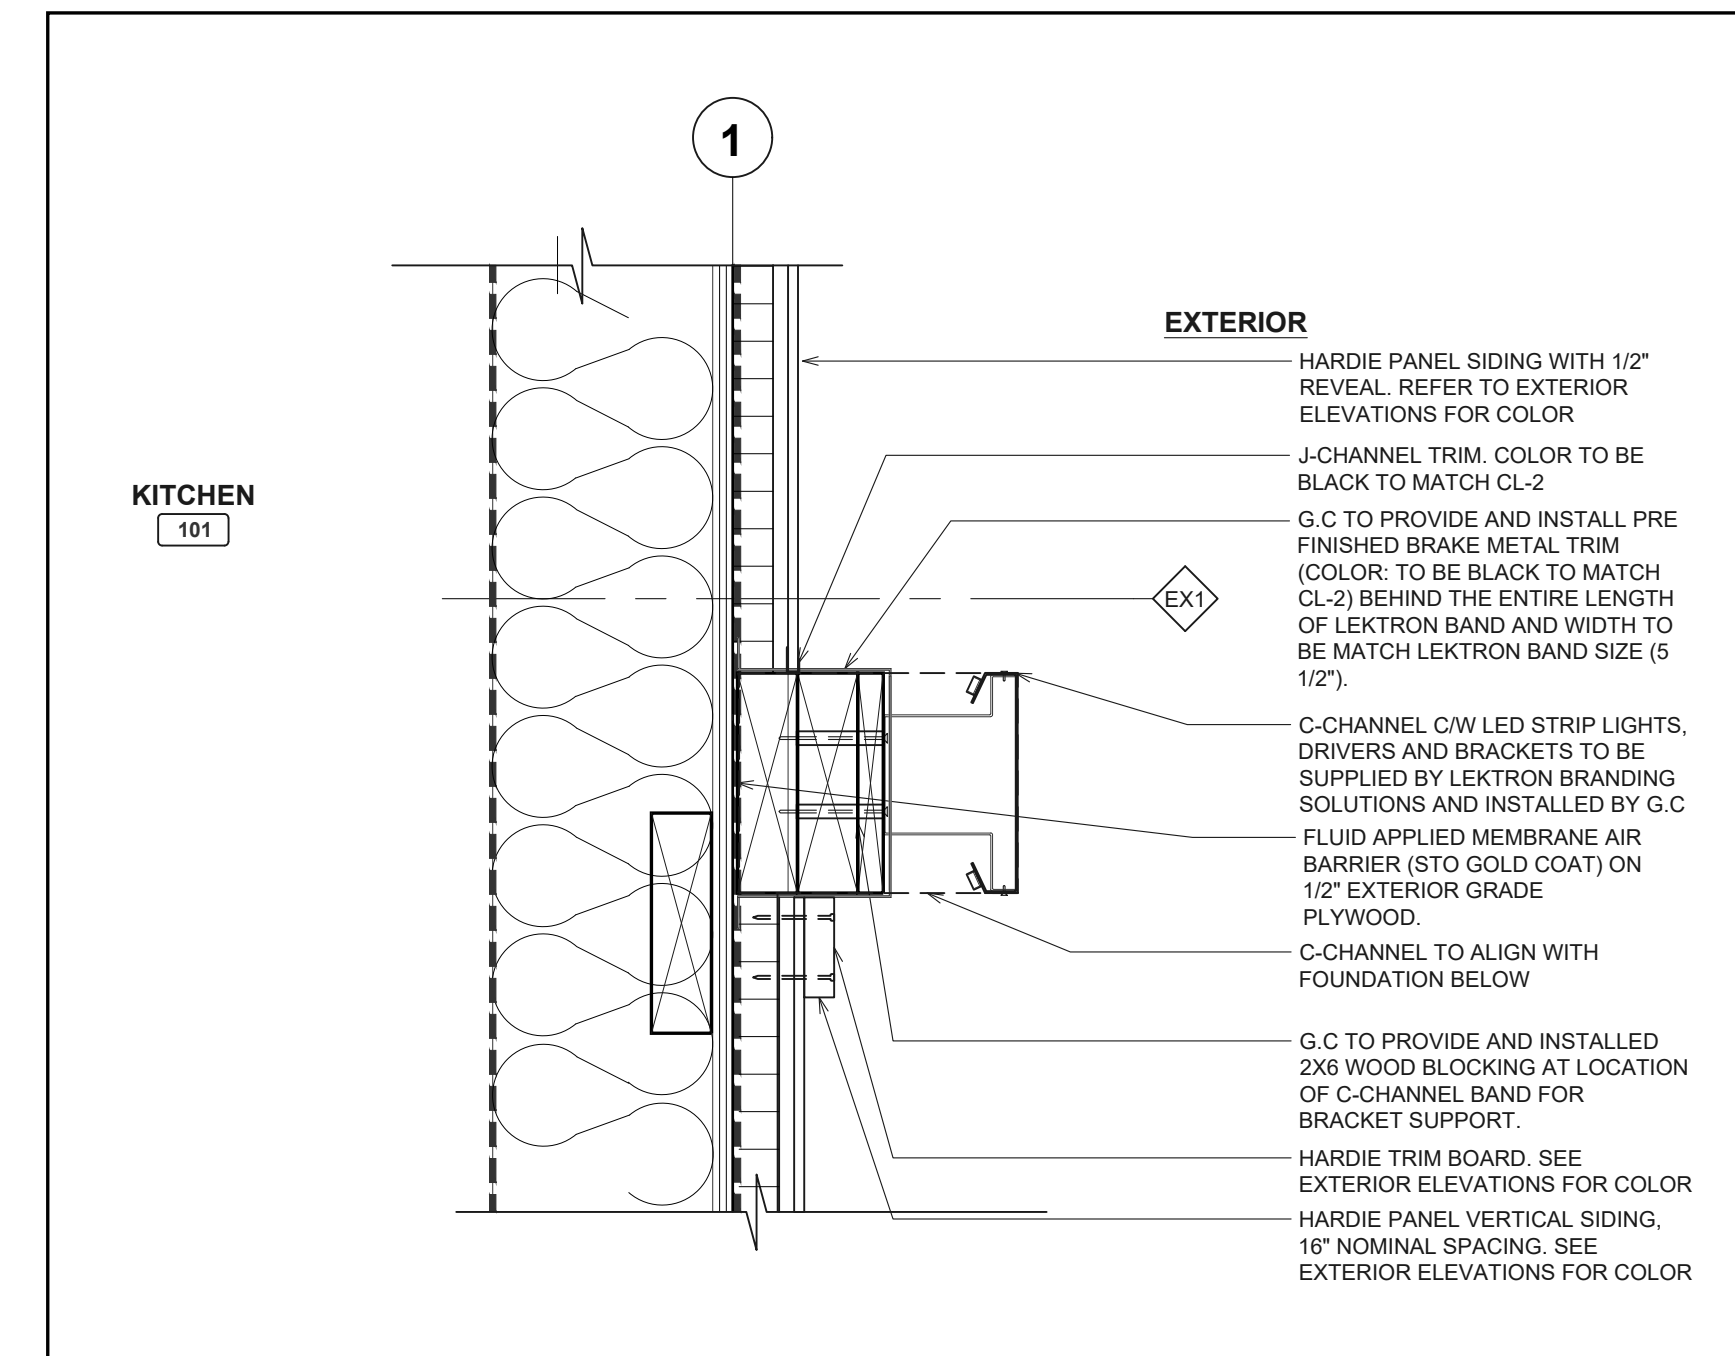 1
EXTERIOR
HARDIE PANEL SIDING WITH 1/2"
REVEAL. REFER TO EXTERIOR
ELEVATIONS FOR COLOR
J-CHANNEL TRIM. COLOR TO BE
BLACK TO MATCH CL-2
KITCHEN
101
G.C TO PROVIDE AND INSTALL PRE
FINISHED BRAKE METAL TRIM
(COLOR: TO BE BLACK TO MATCH
CL-2) BEHIND THE ENTIRE LENGTH
OF LEKTRON BAND AND WIDTH TO
BE MATCH LEKTRON BAND SIZE (5
1/2").
EX1
C-CHANNEL C/W LED STRIP LIGHTS,
DRIVERS AND BRACKETS TO BE
SUPPLIED BY LEKTRON BRANDING
SOLUTIONS AND INSTALLED BY G.C
FLUID APPLIED MEMBRANE AIR
BARRIER (STO GOLD COAT) ON
1/2" EXTERIOR GRADE
PLYWOOD.
C-CHANNEL TO ALIGN WITH
FOUNDATION BELOW
G.C TO PROVIDE AND INSTALLED
2X6 WOOD BLOCKING AT LOCATION
OF C-CHANNEL BAND FOR
BRACKET SUPPORT.
HARDIE TRIM BOARD. SEE
EXTERIOR ELEVATIONS FOR COLOR
HARDIE PANEL VERTICAL SIDING,
16" NOMINAL SPACING. SEE
EXTERIOR ELEVATIONS FOR COLOR